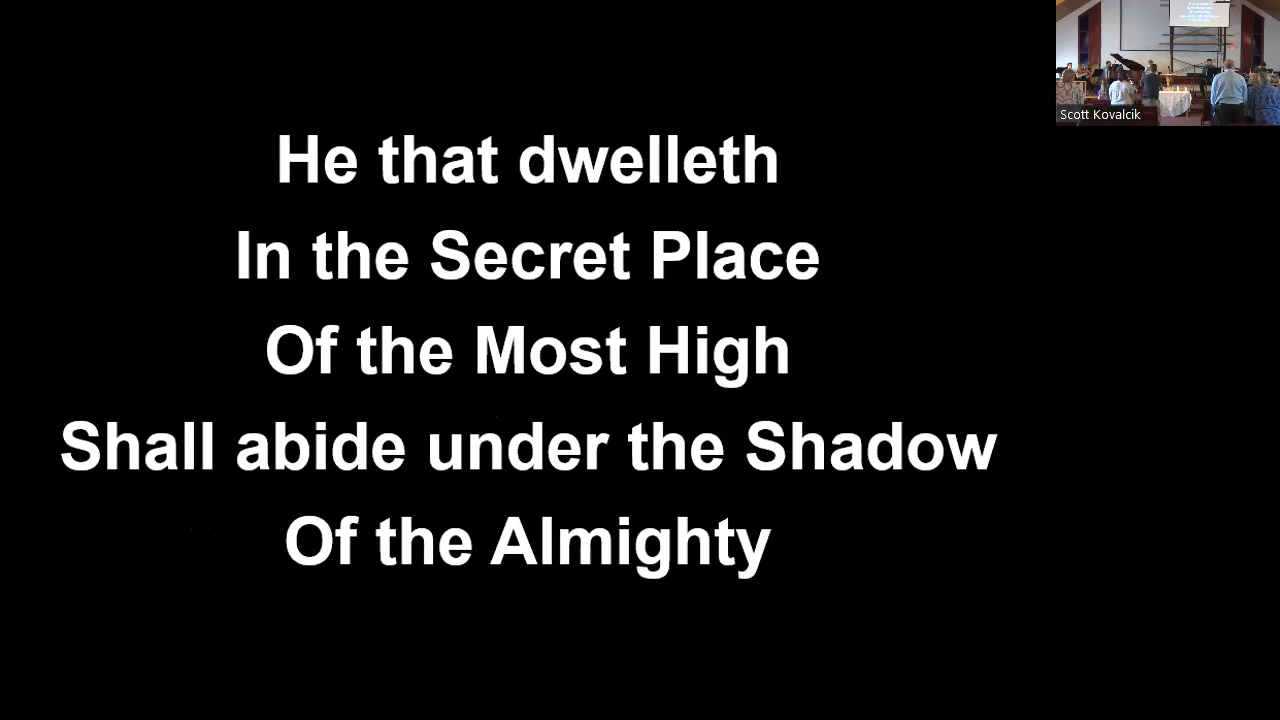 He that dwelleth
In the Secret Place
Of the Most High
Shall abide under the Shadow
Of the Almighty
Scott Kovalcik